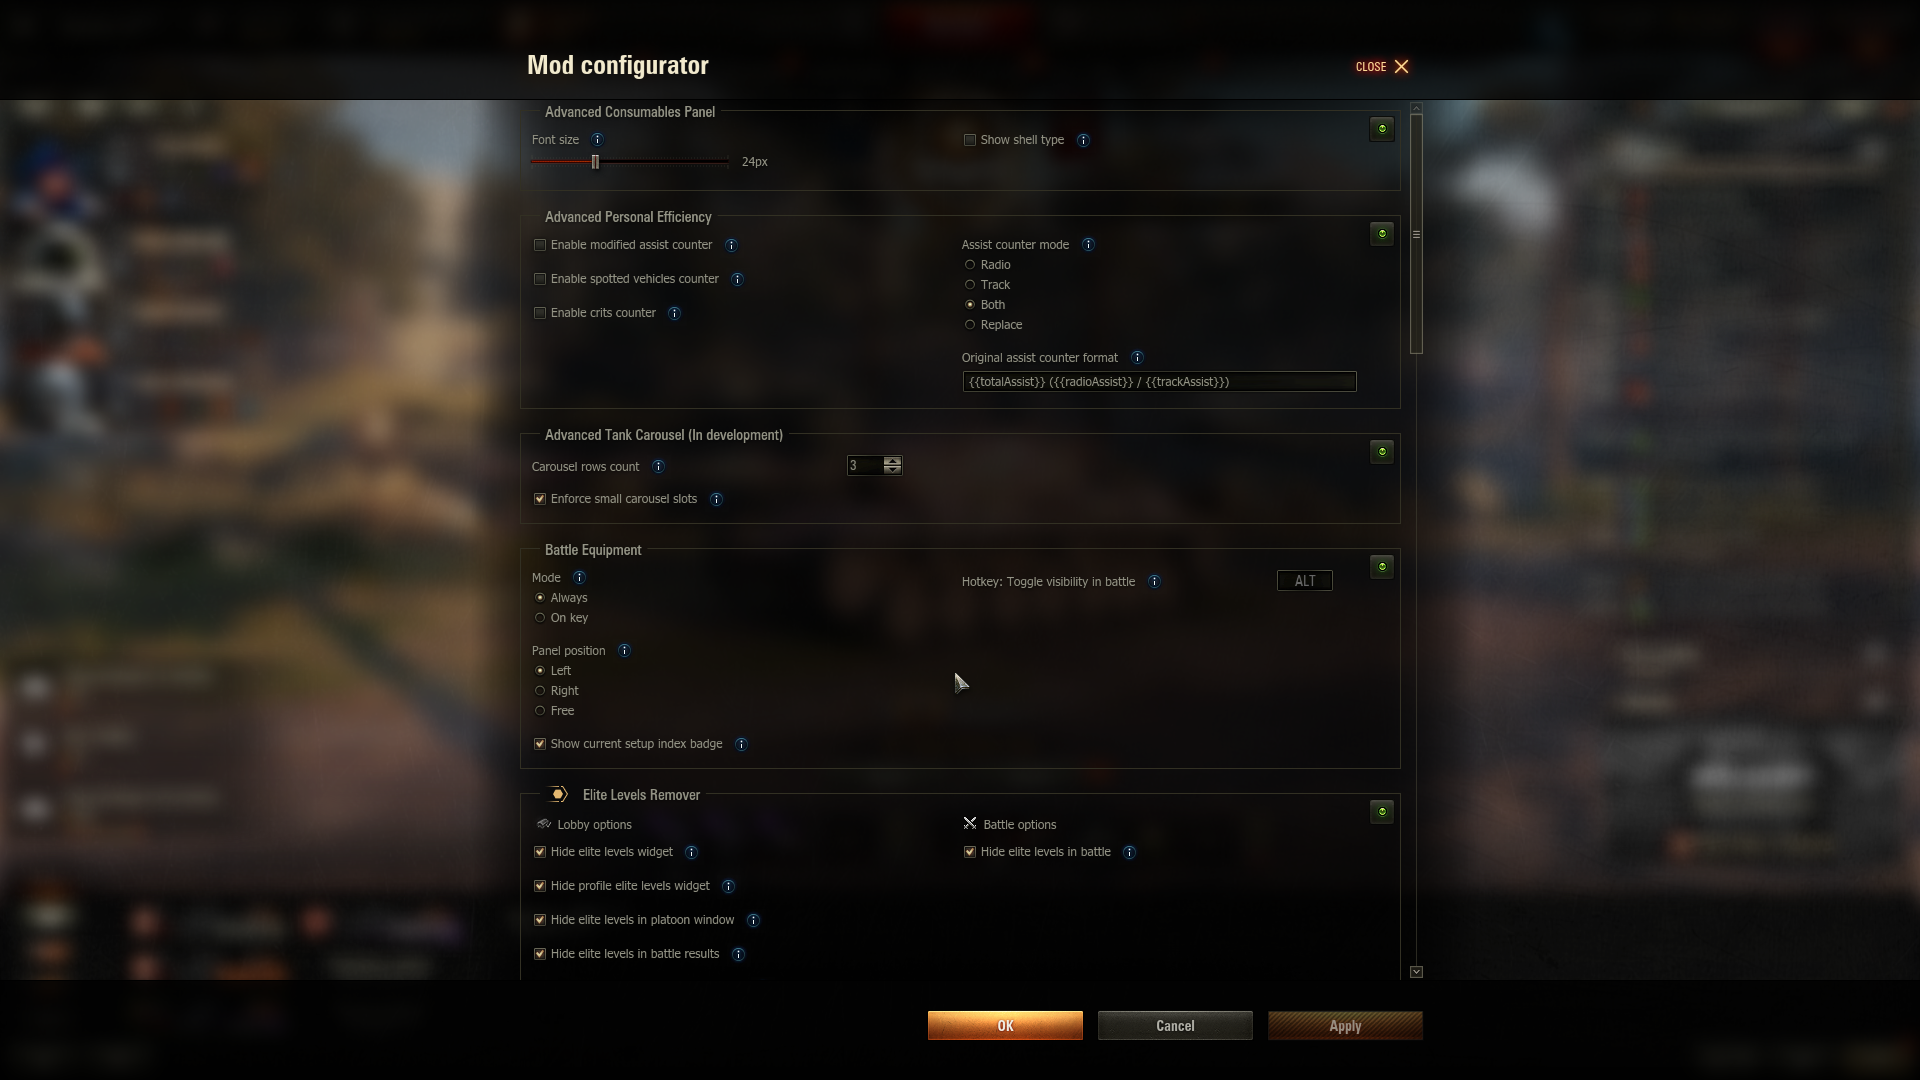 Mod configurator
CLOSE
Advanced Consumables Panel
Font size
24px
Show shell type
Advanced Personal Efficiency
Enable modified assist counter
Enable spotted vehicles counter
Enable crits counter
Assist counter mode
Radio
Track
Both
Replace
Original assist counter format
{{totalAssist}} ({{radioAssist}} / {{trackAssist}})
Advanced Tank Carousel (In development)
Carousel rows count
3
Enforce small carousel slots
Battle Equipment
Mode
Always
On key
Hotkey: Toggle visibility in battle
ALT
Panel position
Left
Right
Free
Show current setup index badge
Elite Levels Remover
Lobby options
Hide elite levels widget
Hide profile elite levels widget
Hide elite levels in platoon window
Hide elite levels in battle results
Battle options
Hide elite levels in battle
OK
Cancel
Apply